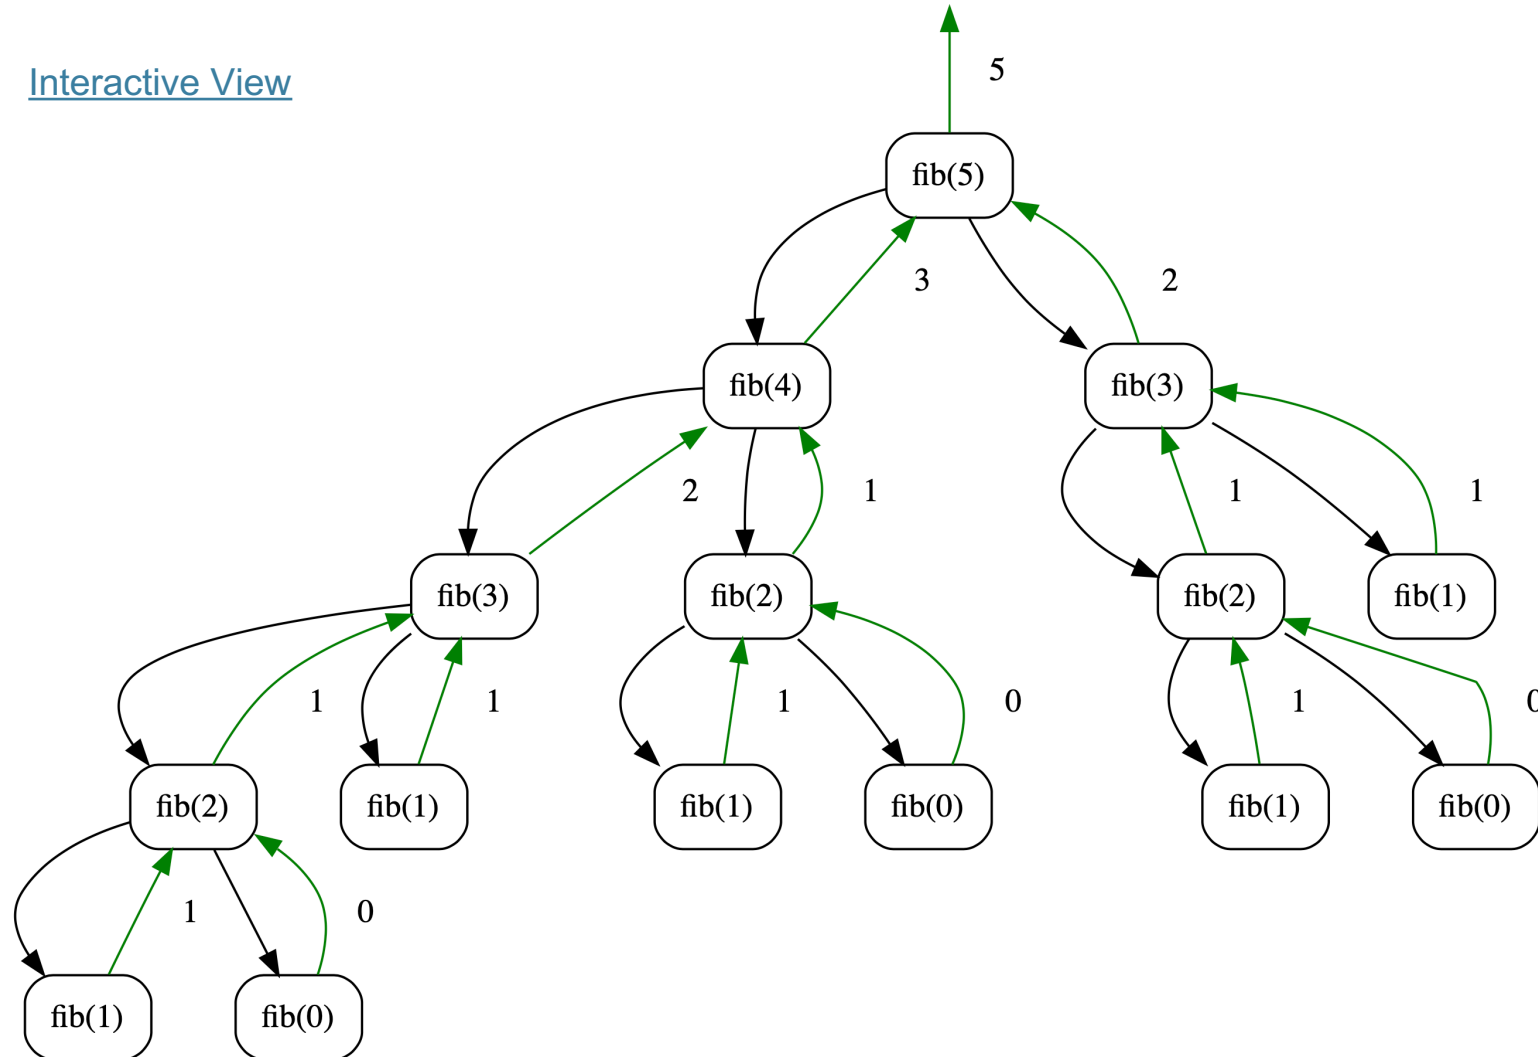 5
Interactive View
fib(5)
3
2
fib(4)
fib(3)
2
1
1
1
fib(3)
fib(2)
fib(2)
fib(1)
1
1
1
0
1
0
fib(2)
fib(1)
fib(1)
fib(0)
fib(1)
fib(0)
1
0
fib(1)
fib(0)